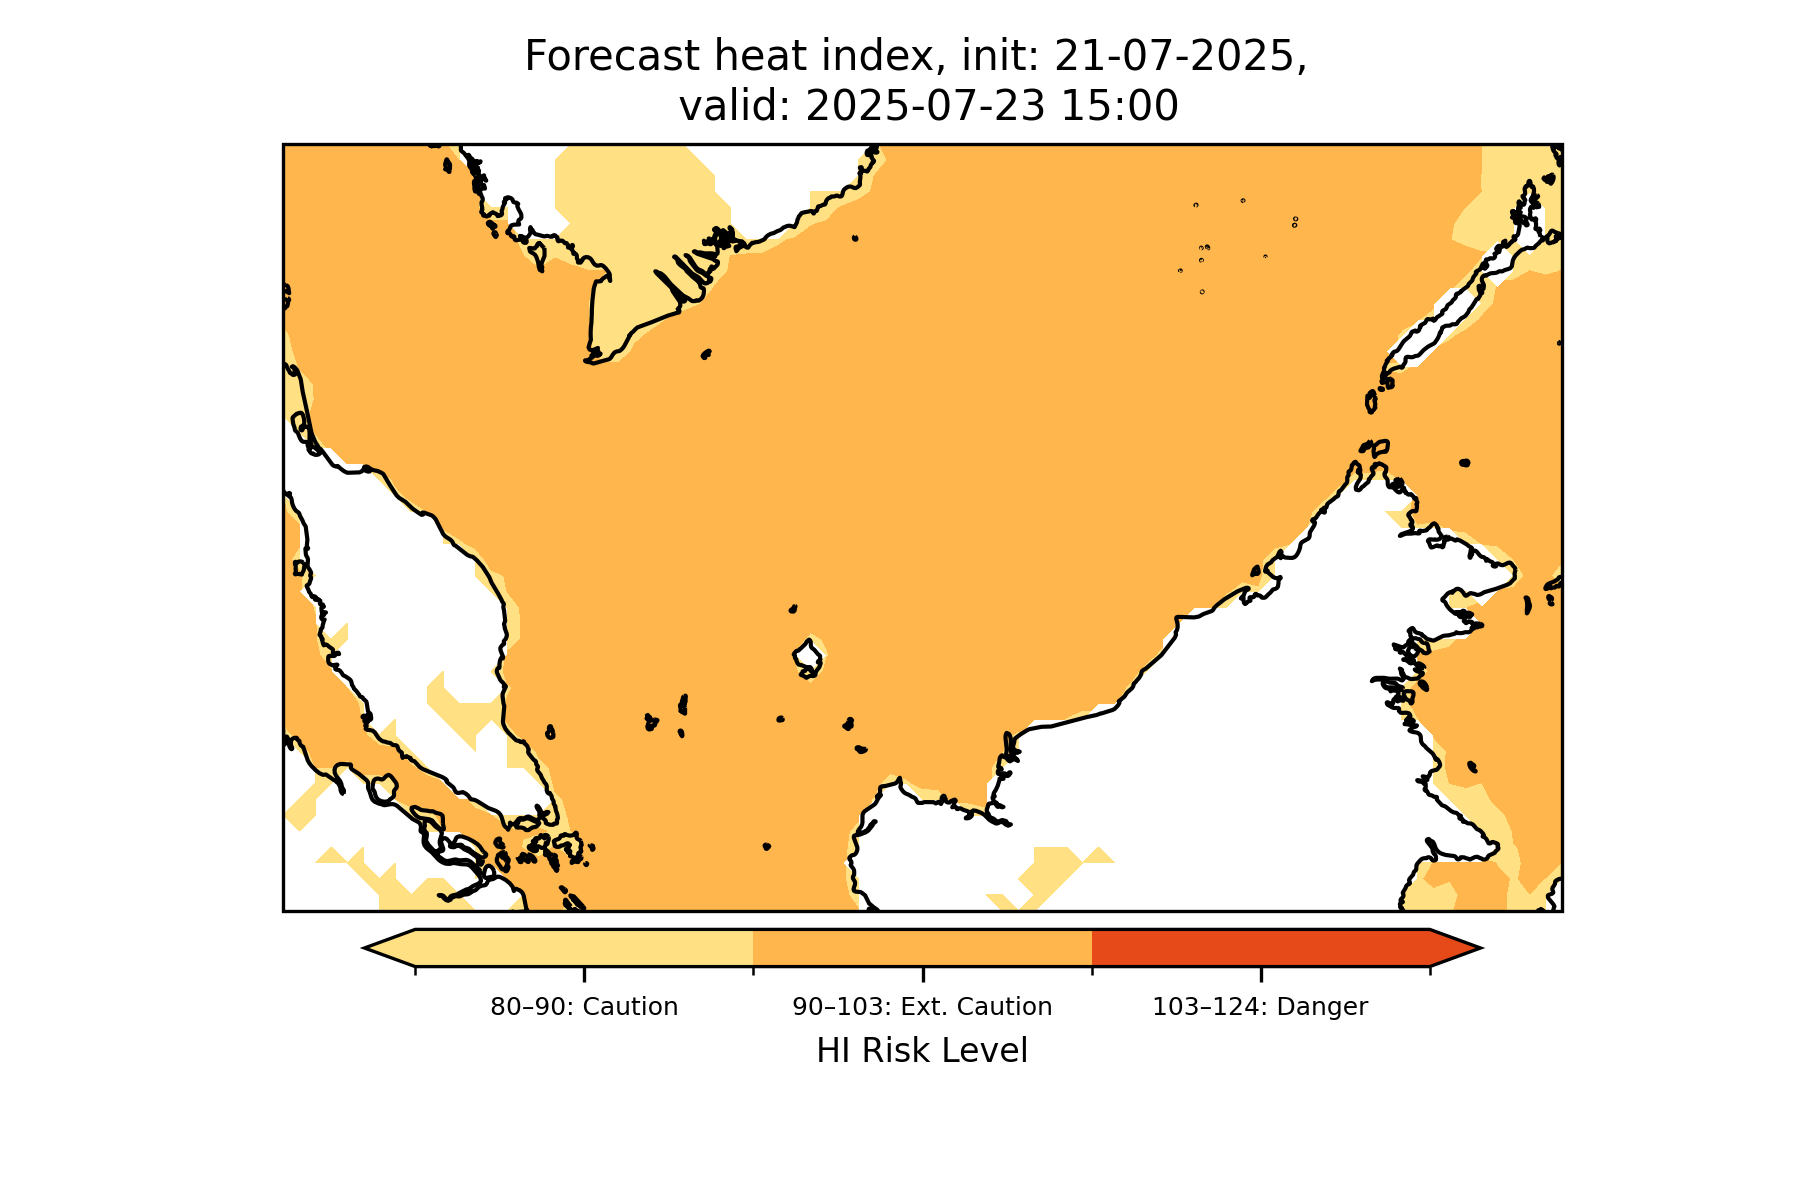 Forecast heat index, init: 21-07-2025,
valid: 2025-07-23 15:00
80–90: Caution
90–103: Ext. Caution
103–124: Danger
HI Risk Level